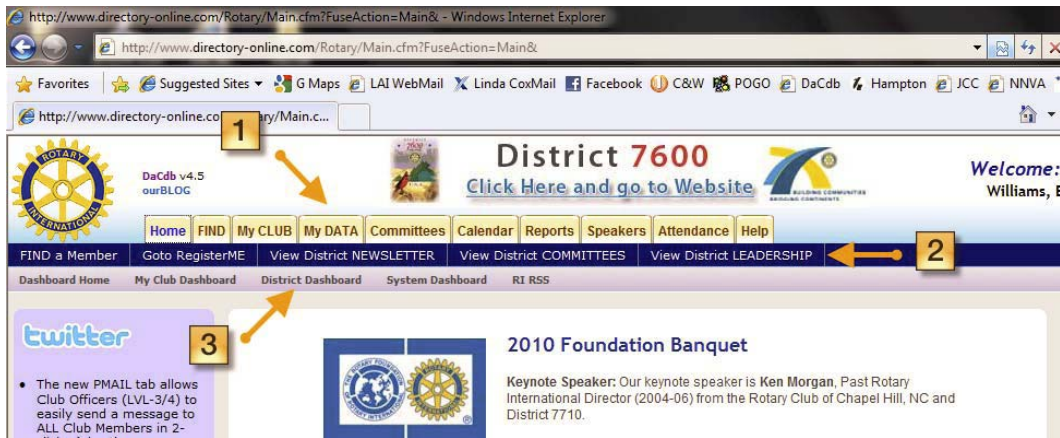 http://www.directory-online.com/Rotary/Main.cfm?FuseAction=Main& - Windows Internet Explorer
http://www.directory-online.com/Rotary/Main.cfm?FuseAction=Main&
Favorites Suggested Sites G Maps LAI WebMail Linda CoxMail Facebook C&W POGO DaCdb Hampton JCC NNVA
http://www.directory-online.co ary/Main.c...
1
ROTARY INTERNATIONAL
DaCdb v4.5
ourBLOG
District 7600
Click Here and go to Website
BUILDING COMMUNITIES
BRIDGING CONTINENTS
Welcome:
Williams,
Home FIND My CLUB My DATA Committees Calendar Reports Speakers Attendance Help
FIND a Member Goto RegisterME View District NEWSLETTER View District COMMITTEES View District LEADERSHIP
2
Dashboard Home My Club Dashboard District Dashboard System Dashboard RI RSS
3
twitter
• The new PMAIL tab allows
Club Officers (LVL-3/4) to
easily send a message to
ALL Club Members in 2-
2010 Foundation Banquet
Keynote Speaker: Our keynote speaker is Ken Morgan, Past Rotary
International Director (2004-06) from the Rotary Club of Chapel Hill, NC and
District 7710.